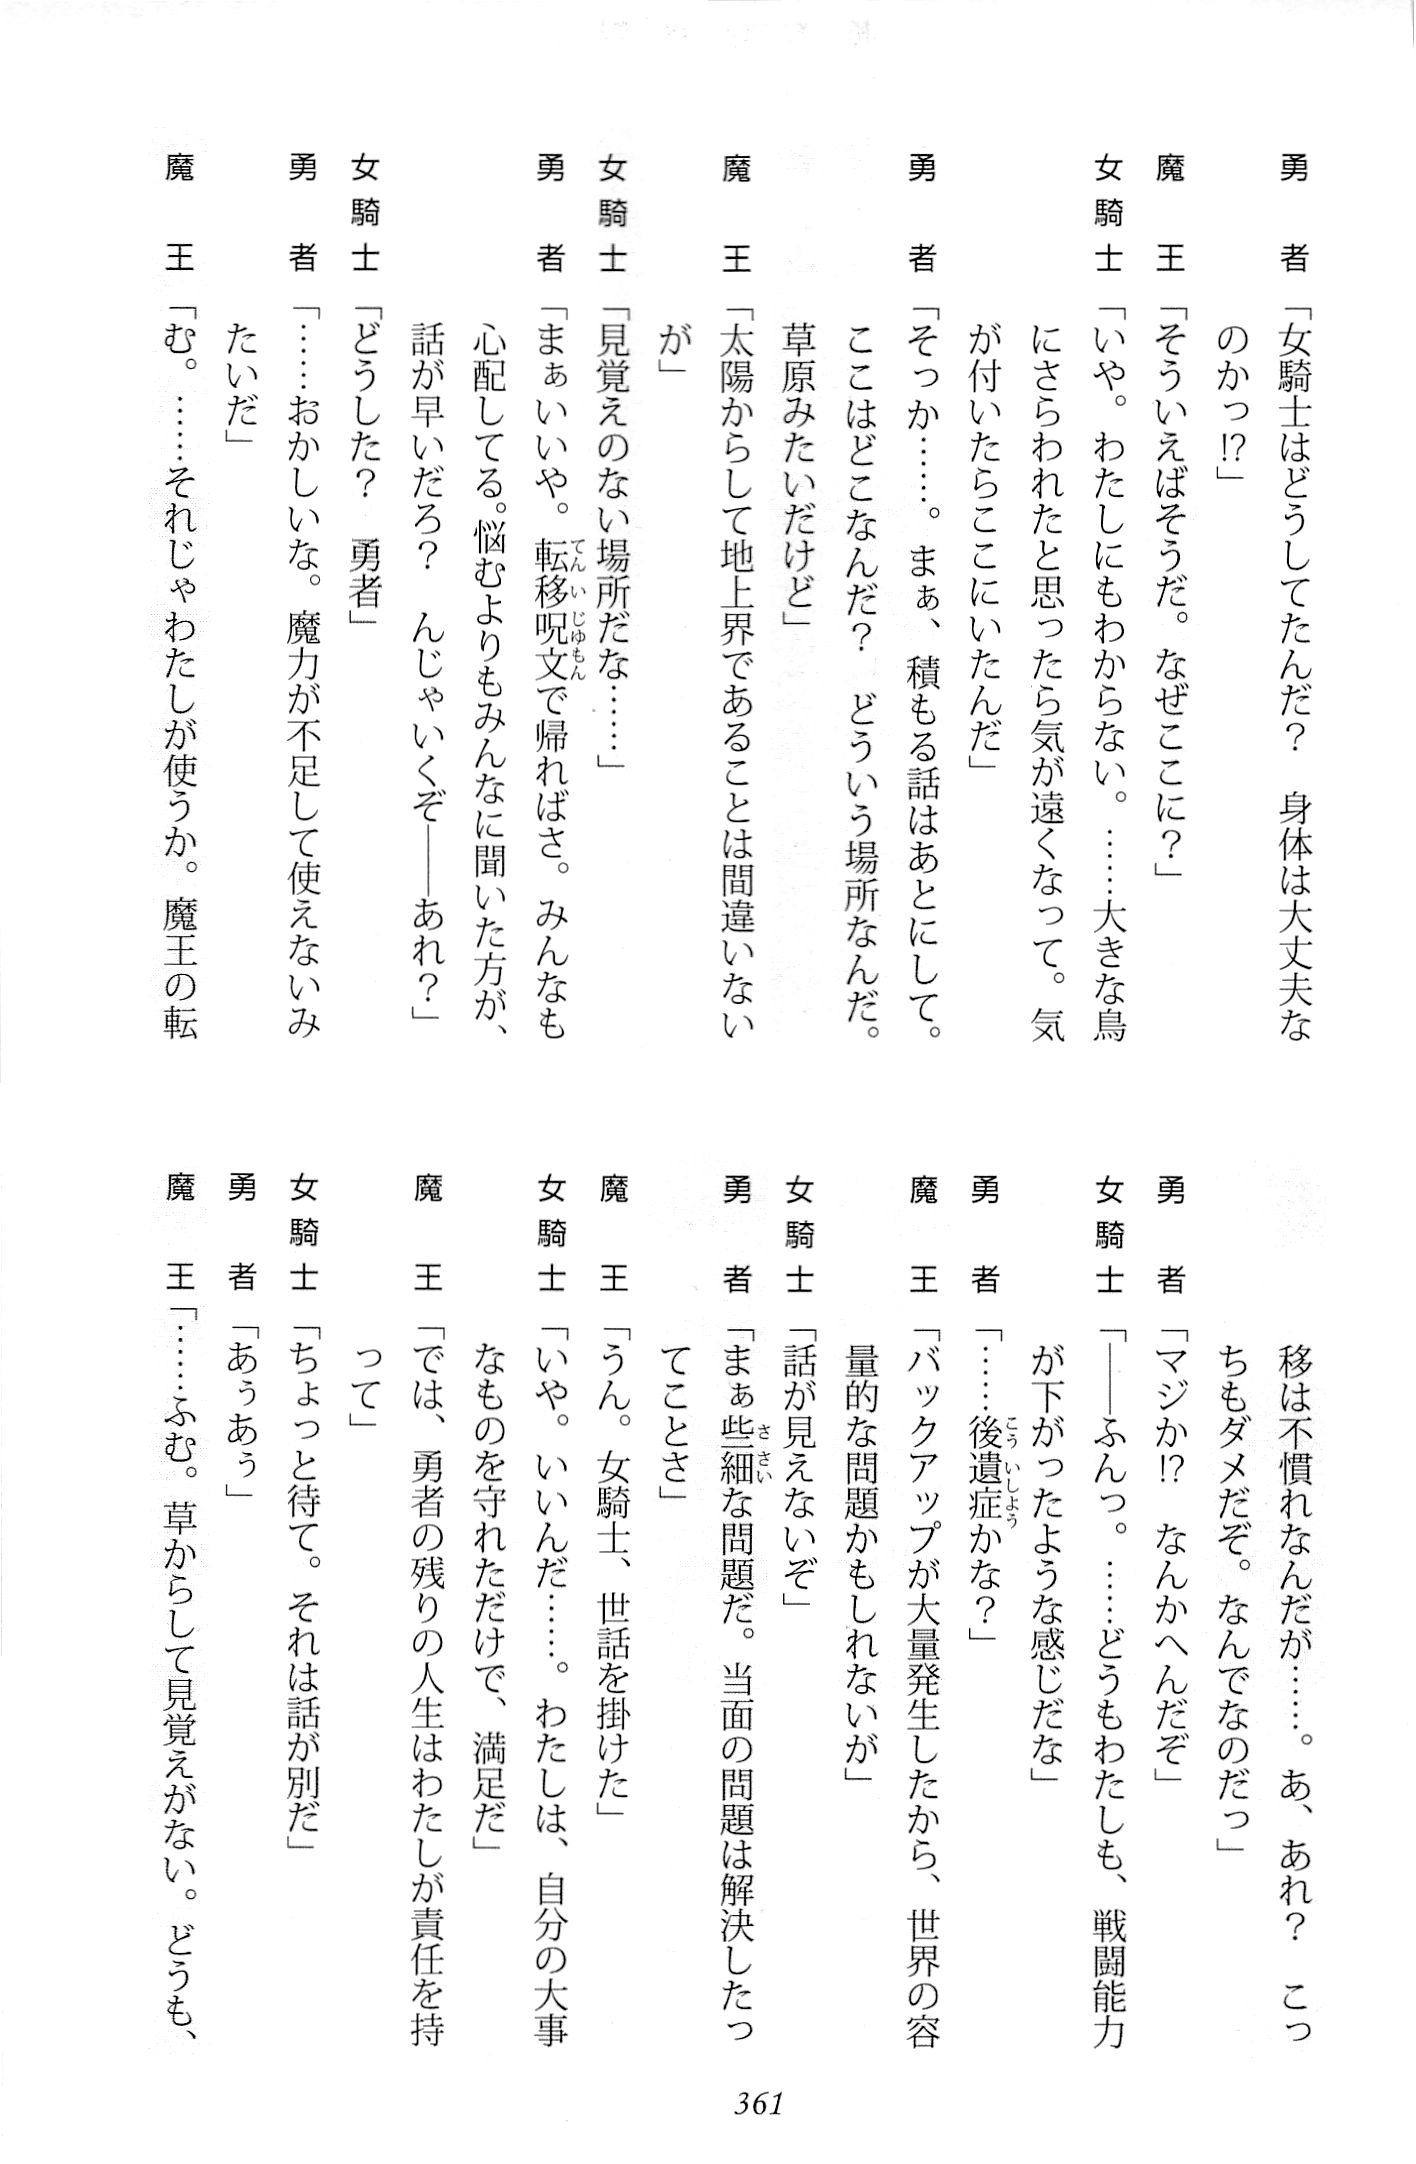 勇者「女騎士はどうしてたんだ？　身体は大丈夫な
のかっ!?」
魔王「そういえばそうだ。なぜここに？」
女騎士「いや。わたしにもわからない。……大きな鳥
にさらわれたと思ったら気が遠くなって。気
が付いたらここにいたんだ」
勇者「そっか……。まぁ、積もる話はあとにして。
ここはどこなんだ？　どういう場所なんだ。
草原みたいだけど」
魔王「太陽からして地上界であることは間違いない
が」
女騎士「見覚えのない場所だな……」
勇者「まぁいいや。転移呪文で帰ればさ。みんなも
心配してる。悩むよりもみんなに聞いた方が、
話が早いだろ？　んじゃいくぞ――あれ？」
女騎士「どうした？　勇者」
勇者「……おかしいな。魔力が不足して使えないみ
たいだ」
魔王「む。……それじゃわたしが使うか。魔王の転
移は不慣れなんだが……。あ、あれ？　こっ
ちもダメだぞ。なんでなのだっ」
勇者「マジか!?　なんかへんだぞ」
女騎士「――ふんっ。……どうもわたしも、戦闘能力
が下がったような感じだな」
勇者「……後遺症かな？」
魔王「バックアップが大量発生したから、世界の容
量的な問題かもしれないが」
女騎士「話が見えないぞ」
勇者「まぁ些細な問題だ。当面の問題は解決したっ
てことさ」
魔王「うん。女騎士、世話を掛けた」
女騎士「いや。いいんだ……。わたしは、自分の大事
なものを守れただけで、満足だ」
魔王「では、勇者の残りの人生はわたしが責任を持
って」
女騎士「ちょっと待て。それは話が別だ」
勇者「あぅあぅ」
魔王「……ふむ。草からして見覚えがない。どうも、
361